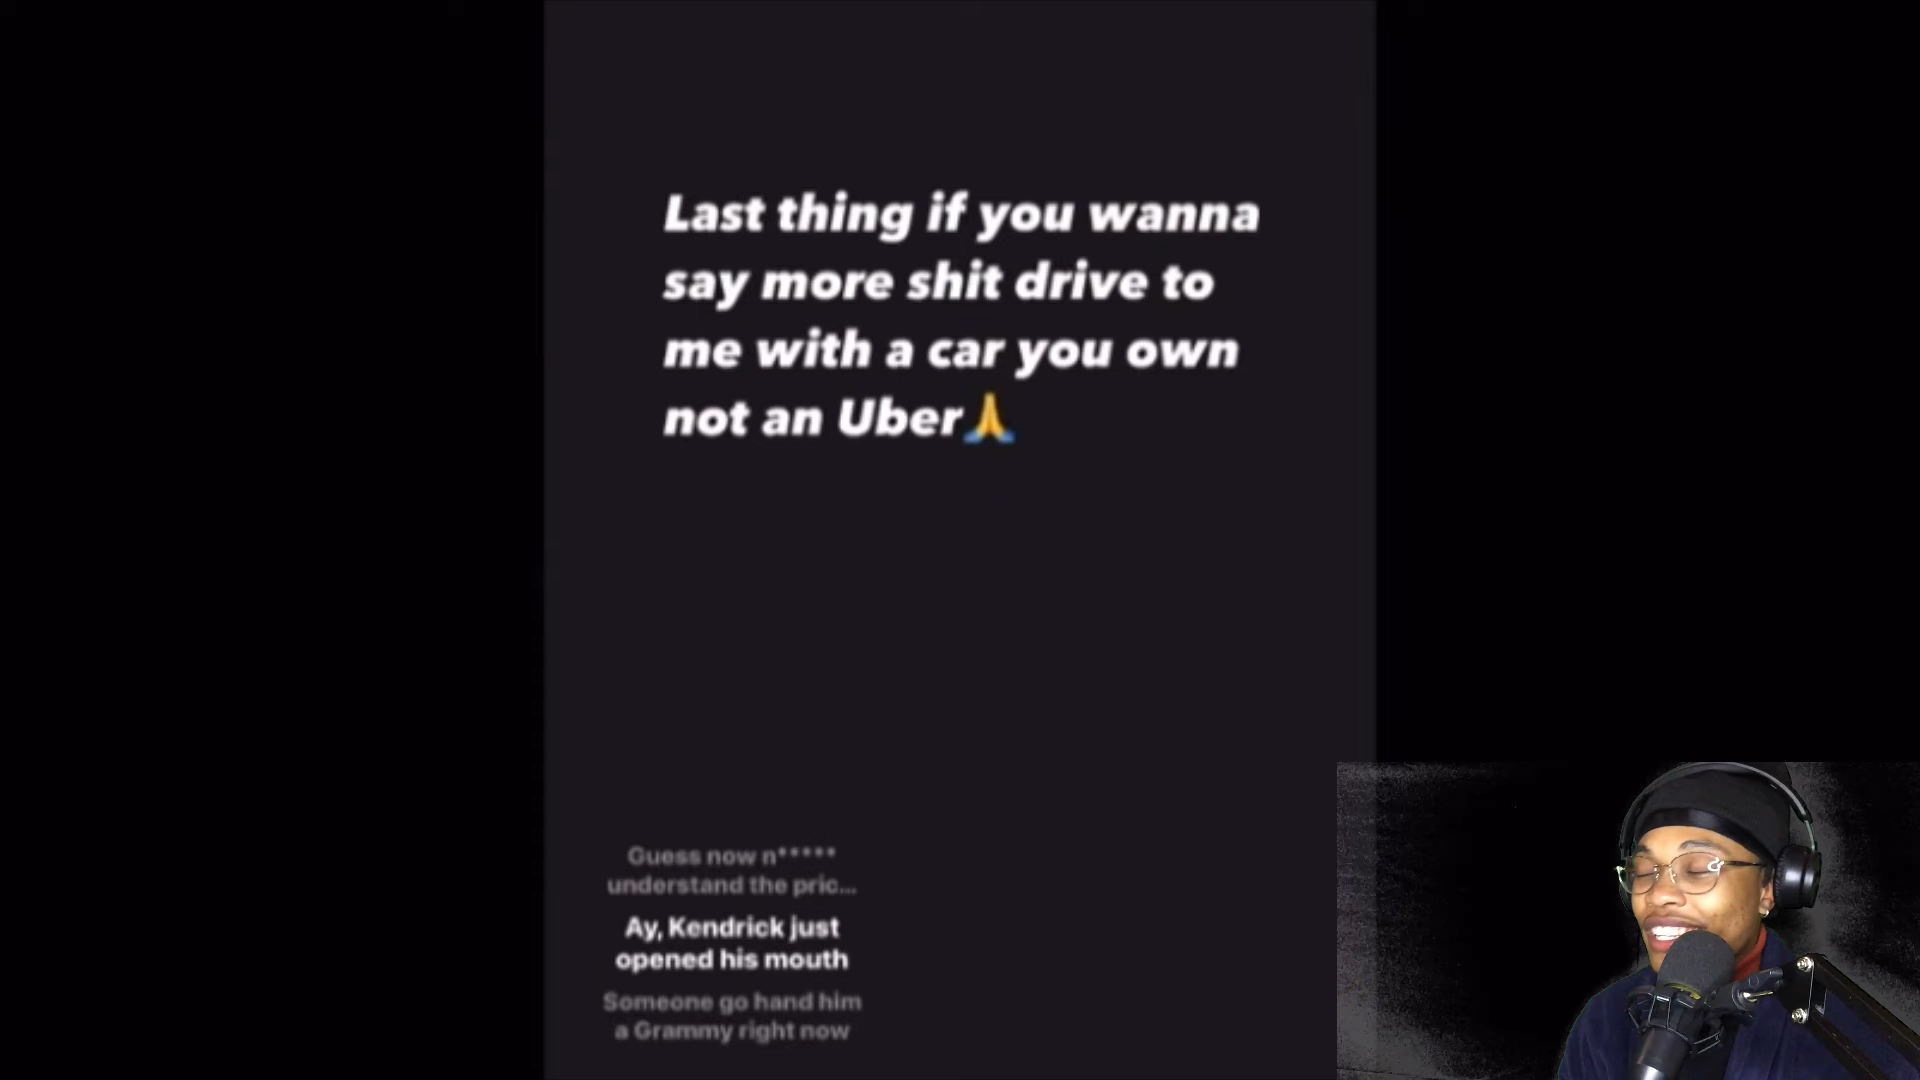 Last thing if you wanna
say more shit drive to
me with a car you own
not an Uber🙏
Guess now n*****
understand the pric...
Ay, Kendrick just
opened his mouth
Someone go hand him
a Grammy right now